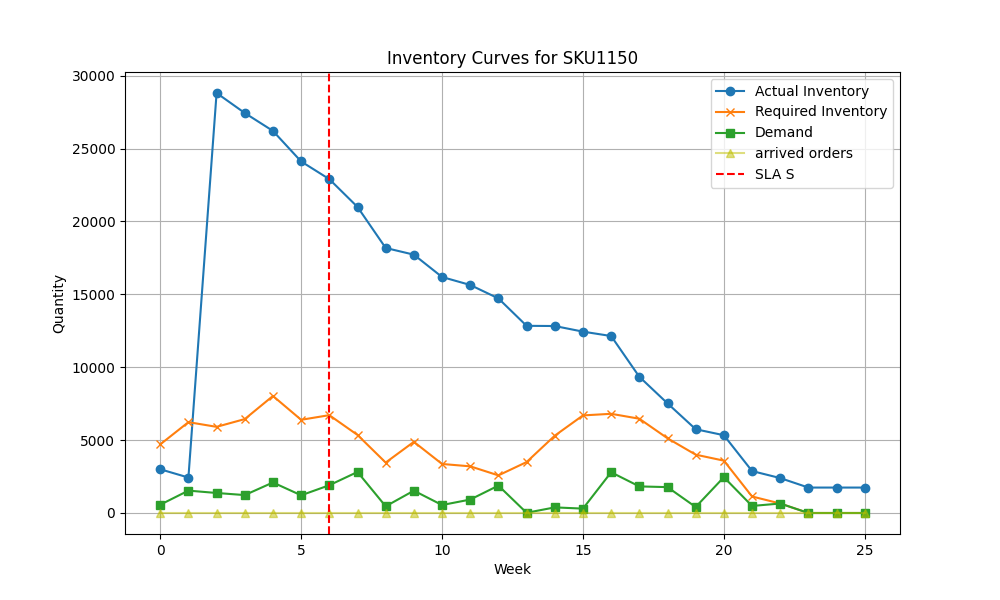 Inventory Curves for SKU1150
30000
25000
20000
15000
10000
5000
0
Quantity
Actual Inventory
Required Inventory
Demand
arrived orders
SLA S
0 5 10 15 20 25
Week